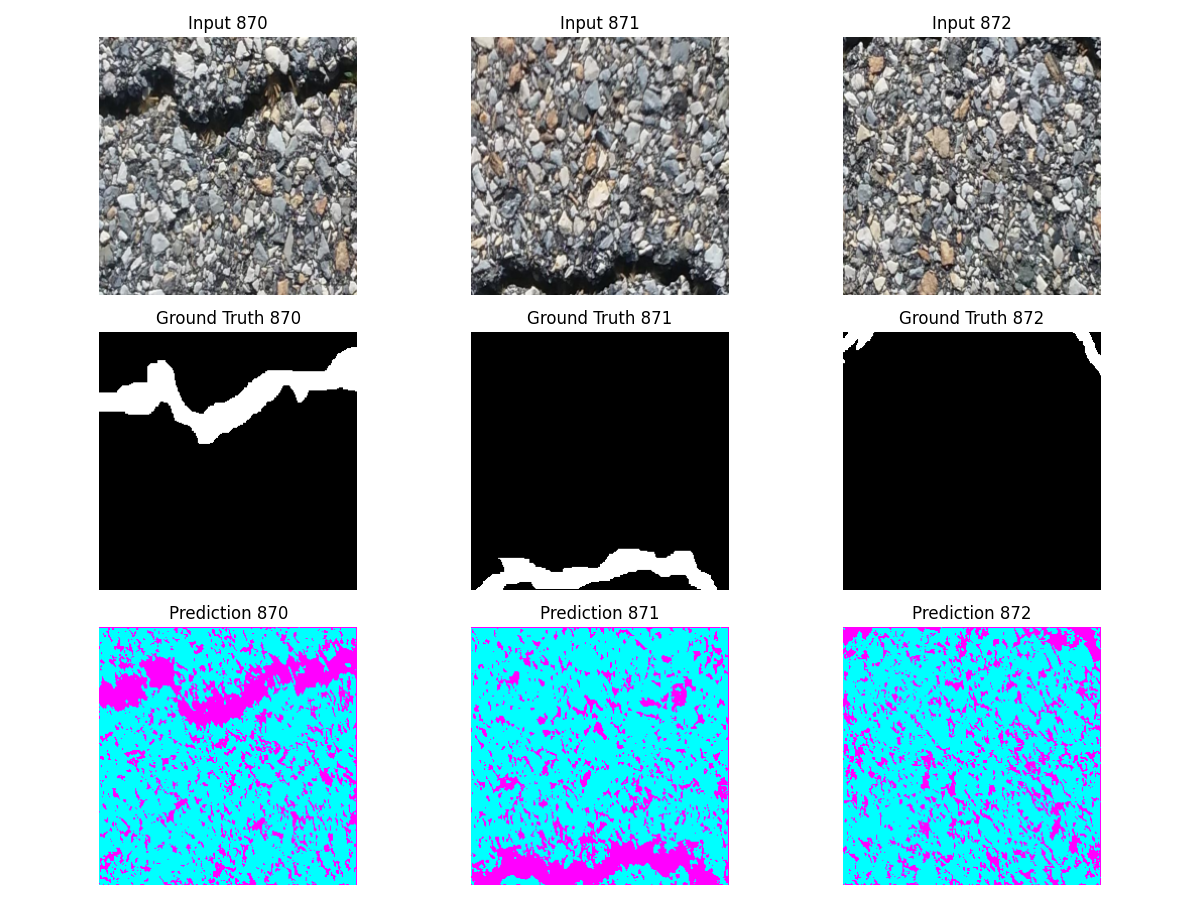 Input 870
Input 871
Input 872
Ground Truth 870
Ground Truth 871
Ground Truth 872
Prediction 870
Prediction 871
Prediction 872